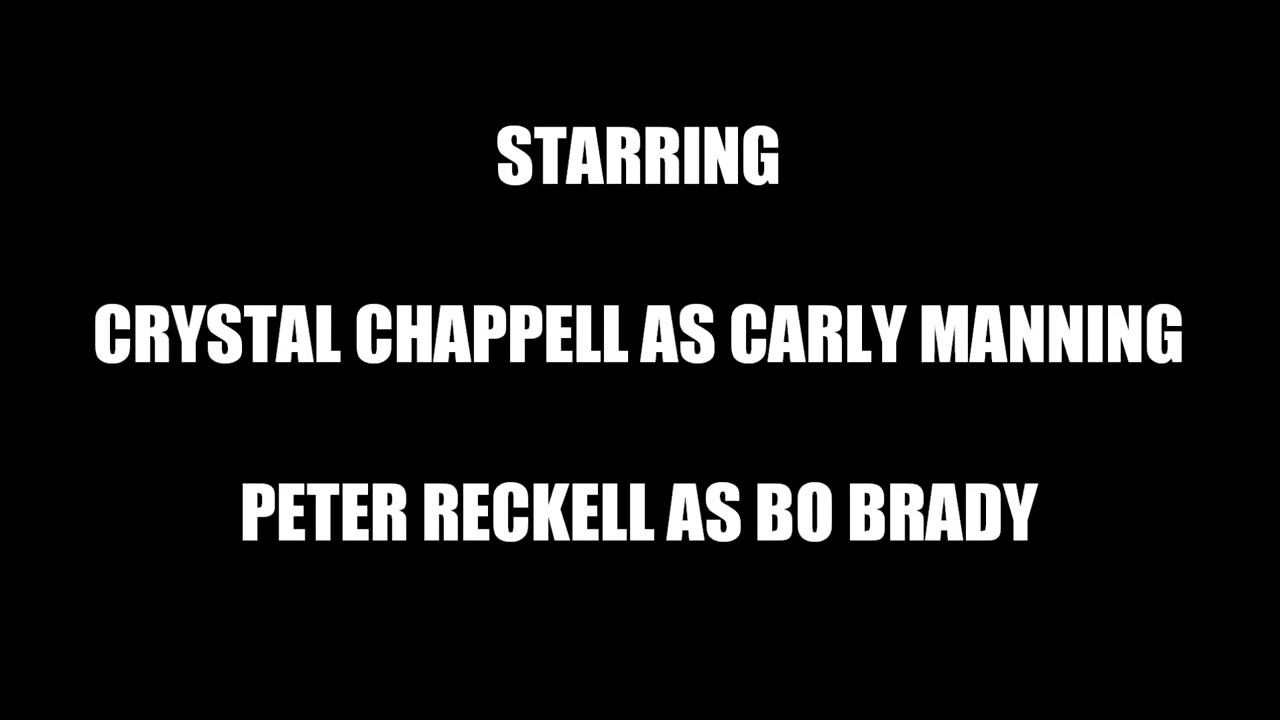 STARRING
CRYSTAL CHAPPELL AS CARLY MANNING
PETER RECKELL AS BO BRADY